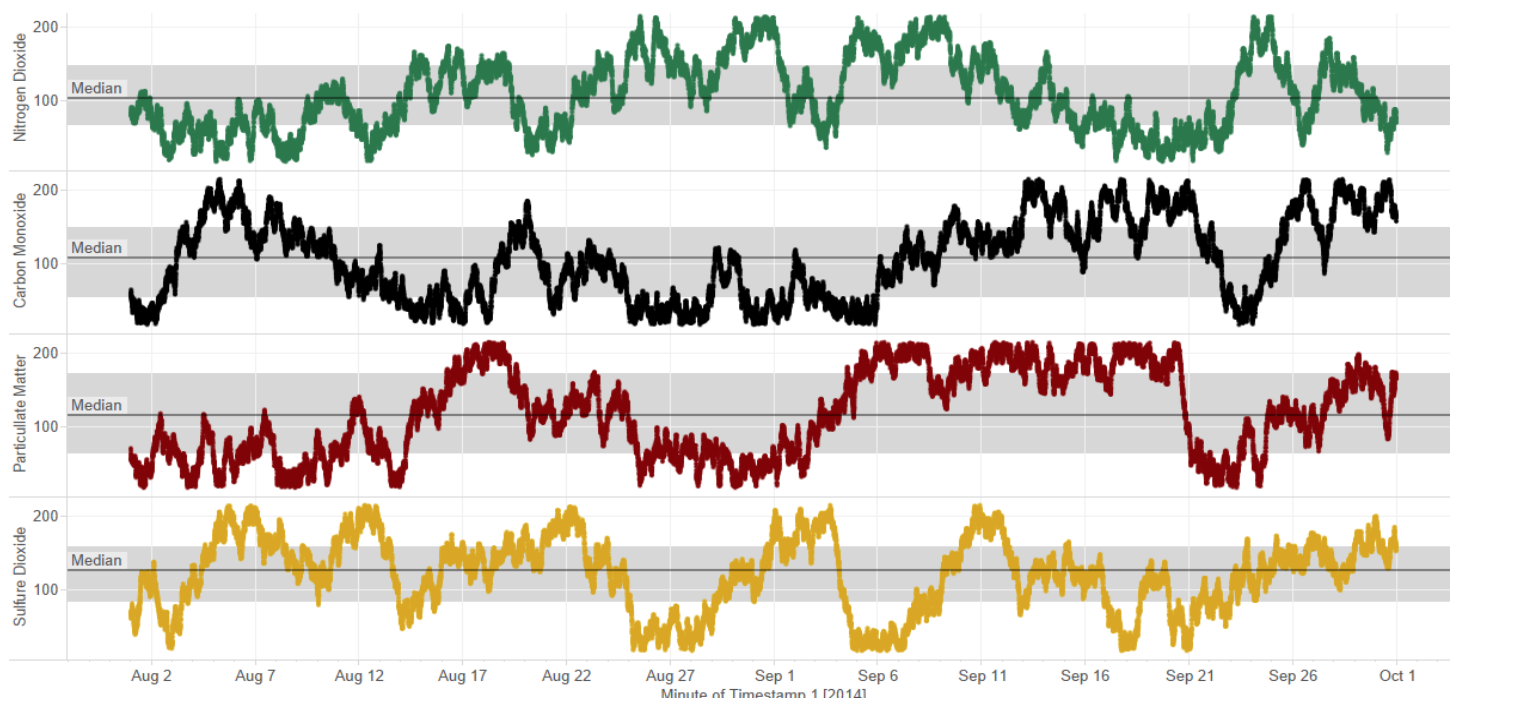 Nitrogen Dioxide
200
Median
100
Carbon Monoxide
200
Median
100
Particullate Matter
200
Median
100
Sulfure Dioxide
200
Median
100
Aug 2 Aug 7 Aug 12 Aug 17 Aug 22 Aug 27 Sep 1 Sep 6 Sep 11 Sep 16 Sep 21 Sep 26 Oct 1
Minute of Timestamp 1 [2014]